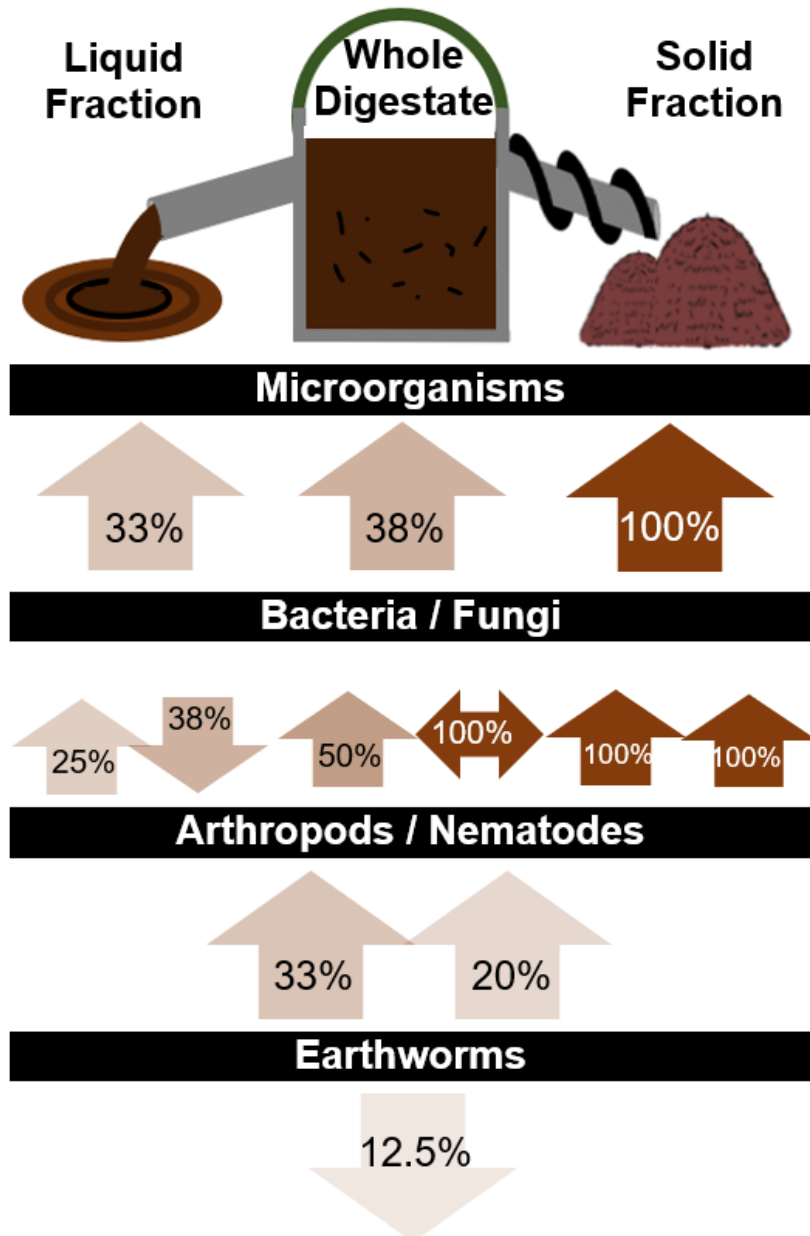 Liquid
Fraction
Whole
Digestate
Solid
Fraction
Microorganisms
33%
38%
100%
Bacteria / Fungi
25%
38%
50%
100%
100%
100%
Arthropods / Nematodes
33%
20%
Earthworms
12.5%